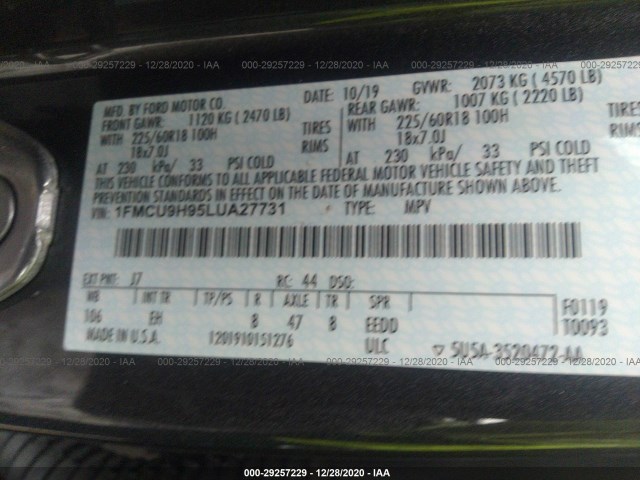 000-29257229 - 12/28/2020 - IAA
MFD. BY FORD MOTOR CO.
DATE: 10/19 GVWR: 2073 KG ( 4570 LB)
FRONT GAWR: 1120 KG ( 2470 LB)
REAR GAWR: 1007 KG ( 2220 LB)
WITH 225/60R18 100H TIRES
WITH 225/60R18 100H TIRES
18x7.0J RIMS
18x7.0J RIMS
AT 230 kPa/ 33 PSI COLD
AT 230 kPa/ 33 PSI COLD
THIS VEHICLE CONFORMS TO ALL APPLICABLE FEDERAL MOTOR VEHICLE SAFETY AND THEFT
PREVENTION STANDARDS IN EFFECT ON THE DATE OF MANUFACTURE SHOWN ABOVE.
VIN: 1FMCU9H95LUA27731 TYPE: MPV
EXT PNT: J7 RC: 44 DSO:
WB INT TR TP/PS R AXLE TR SPR
106 EH 8 47 8 EEDD
F0119
T0093
MADE IN U.S.A. 1201910151276 ULC
▽ 5U5A-3520472-AA
000-29257229 - 12/28/2020 - IAA